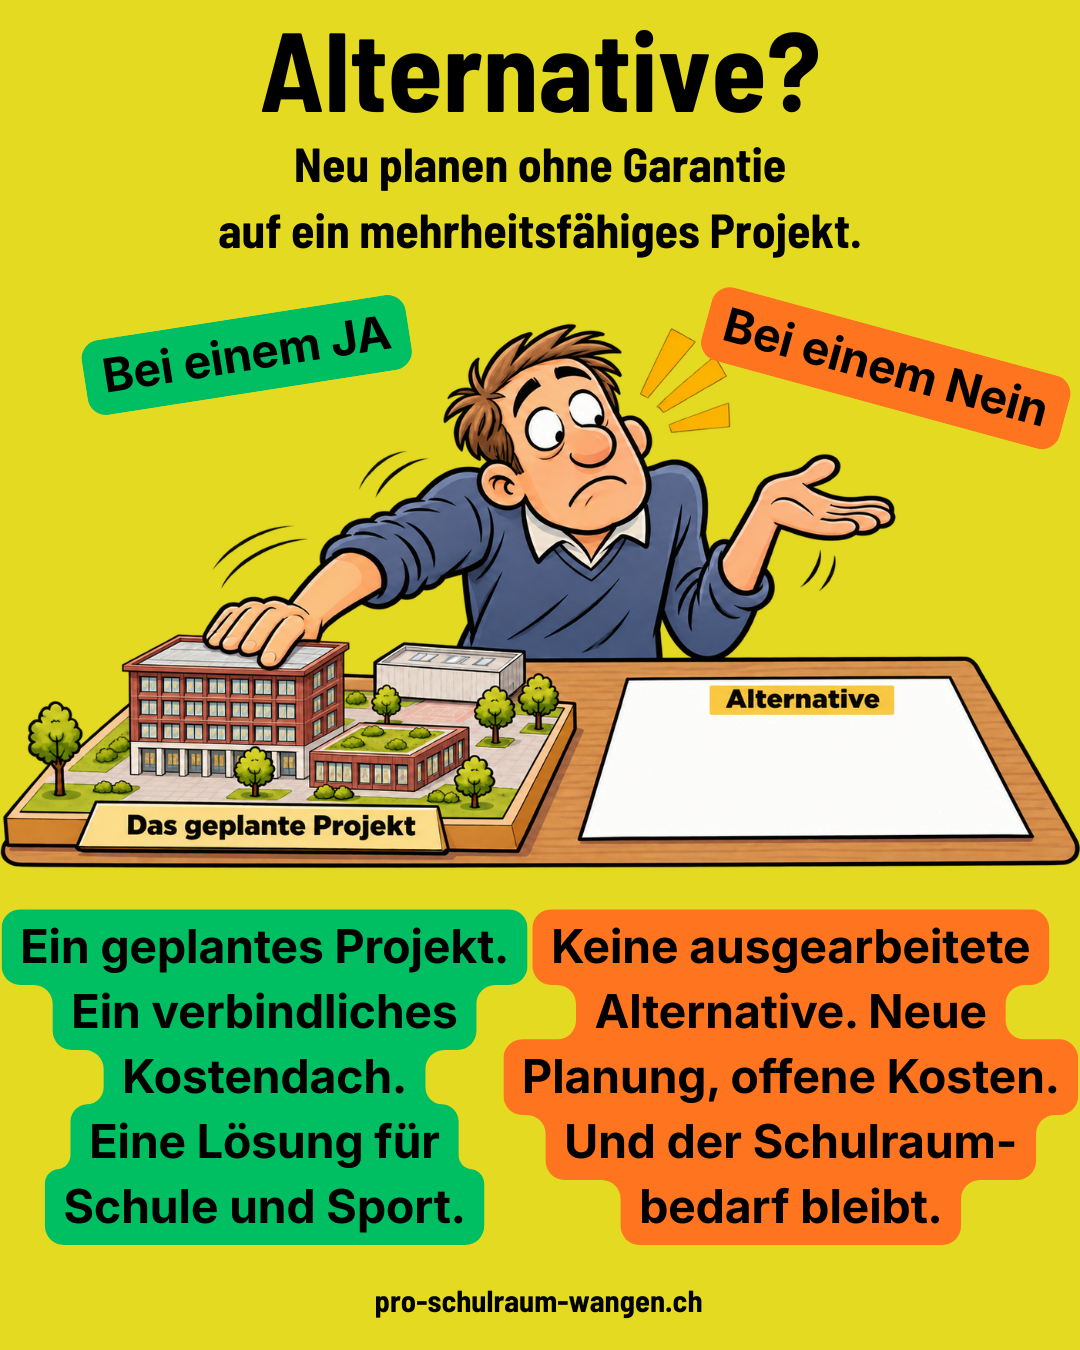 Alternative?
Neu planen ohne Garantie
auf ein mehrheitsfähiges Projekt.
Bei einem JA
Bei einem Nein
Das geplante Projekt
Alternative
Ein geplantes Projekt.
Ein verbindliches
Kostendach.
Eine Lösung für
Schule und Sport.
Keine ausgearbeitete
Alternative. Neue
Planung, offene Kosten.
Und der Schulraum-
bedarf bleibt.
pro-schulraum-wangen.ch